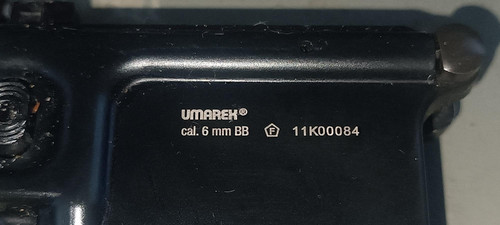 UMAREX®
cal. 6 mm BB Ⓕ 11K00084